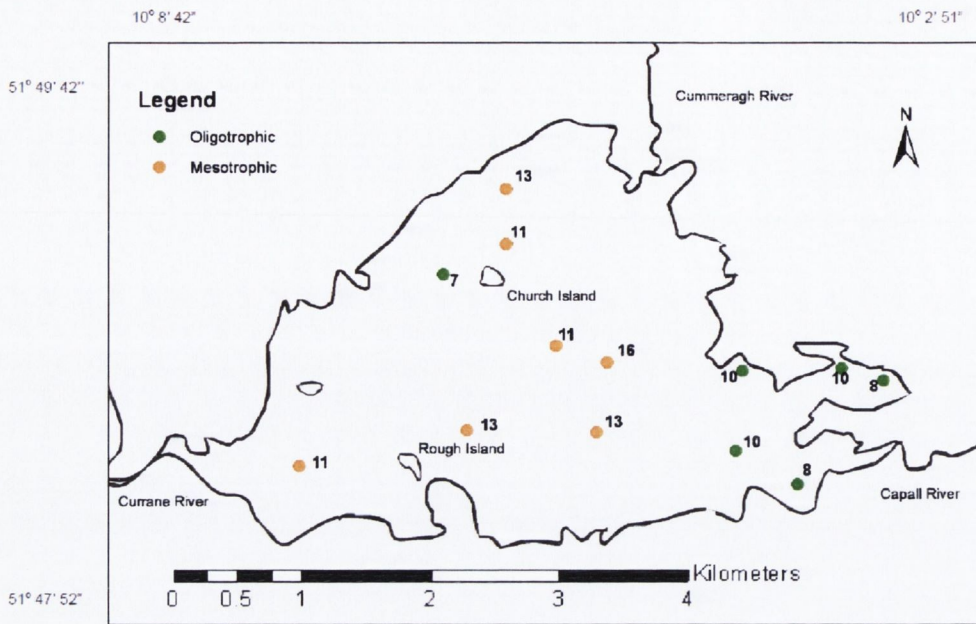 10° 8' 42"
10° 2' 51"
51° 49' 42"
Cummeragh River
Legend
N
Oligotrophic
Mesotrophic
13
11
7
Church Island
11
16
10
10
8
13
13
Rough Island
10
11
8
Currane River
Capall River
Kilometers
51° 47' 52"
0 0.5 1 2 3 4